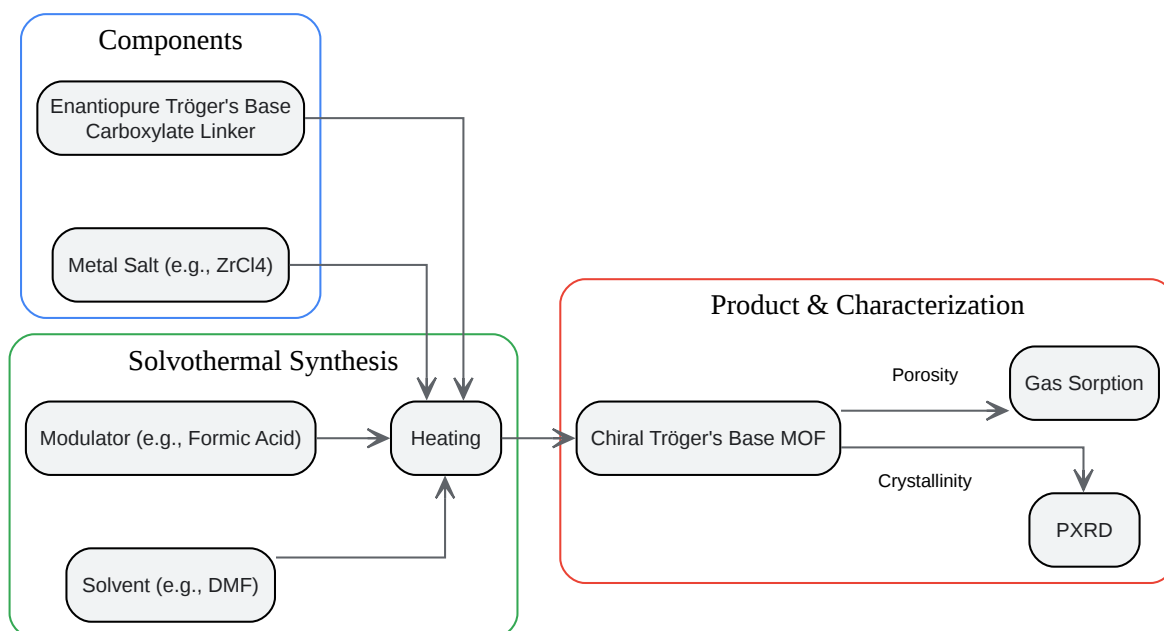 Components
Enantiopure Tröger's Base
Carboxylate Linker
Metal Salt (e.g., ZrCl4)
Solvothermal Synthesis
Modulator (e.g., Formic Acid)
Heating
Solvent (e.g., DMF)
Product & Characterization
Chiral Tröger's Base MOF
Porosity
Gas Sorption
Crystallinity
PXRD